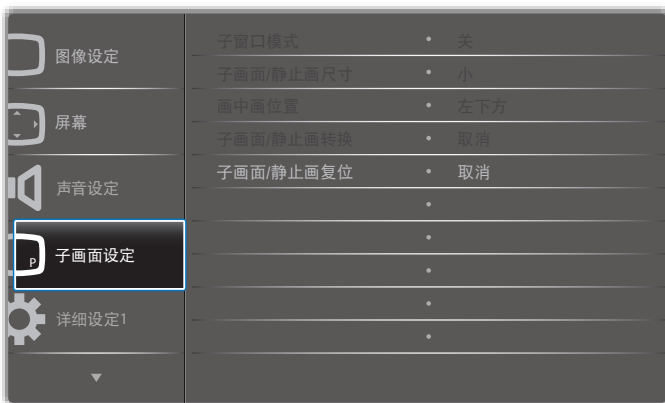 图像设定
屏幕
声音设定
P
子画面设定
详细设定1
子窗口模式 • 关
子画面/静止画尺寸 • 小
画中画位置 • 左下方
子画面/静止画转换 • 取消
子画面/静止画复位 • 取消